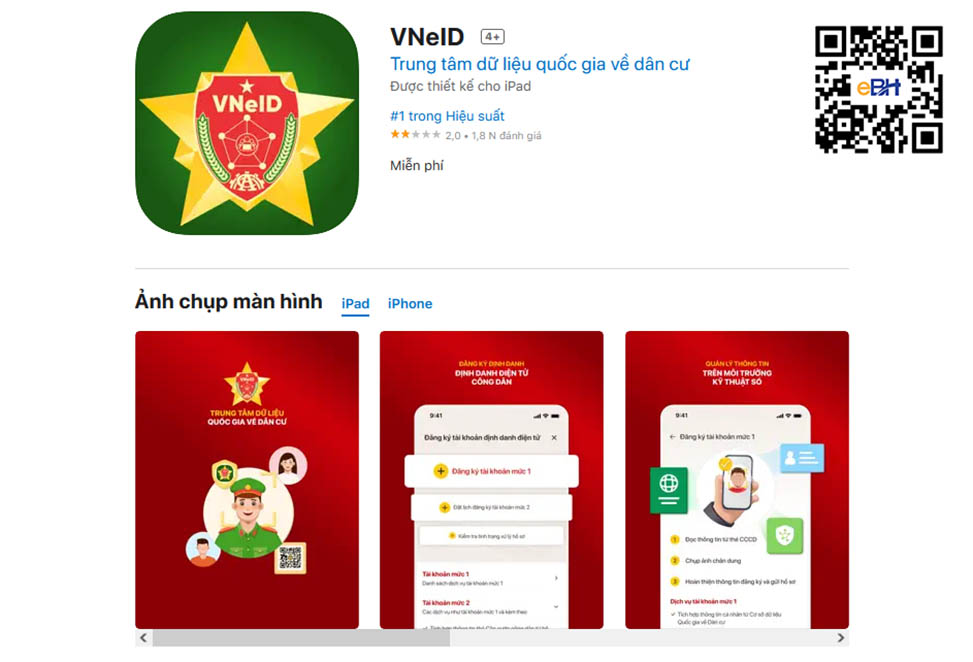 VNeID
VNeID 4+
Trung tâm dữ liệu quốc gia về dân cư
Được thiết kế cho iPad
#1 trong Hiệu suất
2,0 • 1,8 N đánh giá
Miễn phí
eBH
Ảnh chụp màn hình iPad iPhone
VNeID
TRUNG TÂM DỮ LIỆU
QUỐC GIA VỀ DÂN CƯ
ĐĂNG KÝ ĐỊNH DANH
ĐỊNH DANH ĐIỆN TỬ
CÔNG DÂN
9:41
Đăng ký tài khoản định danh điện tử
Đăng ký tài khoản mức 1
Đặt lịch đăng ký tài khoản mức 2
Kiểm tra tình trạng xử lý hồ sơ
Tài khoản mức 1
Danh sách dịch vụ tài khoản mức 1
Tài khoản mức 2
Các dịch vụ như tài khoản mức 1 và kèm theo
QUẢN LÝ THÔNG TIN
TRÊN MÔI TRƯỜNG
KỸ THUẬT SỐ
9:41
← Đăng ký tài khoản mức 1
1 Đọc thông tin từ thẻ CCCD
2 Chụp ảnh chân dung
3 Hoàn thiện thông tin đăng ký và gửi hồ sơ
Dịch vụ tài khoản mức 1
✓ Tích hợp thông tin cá nhân từ Cơ sở dữ liệu
Quốc gia về Dân cư